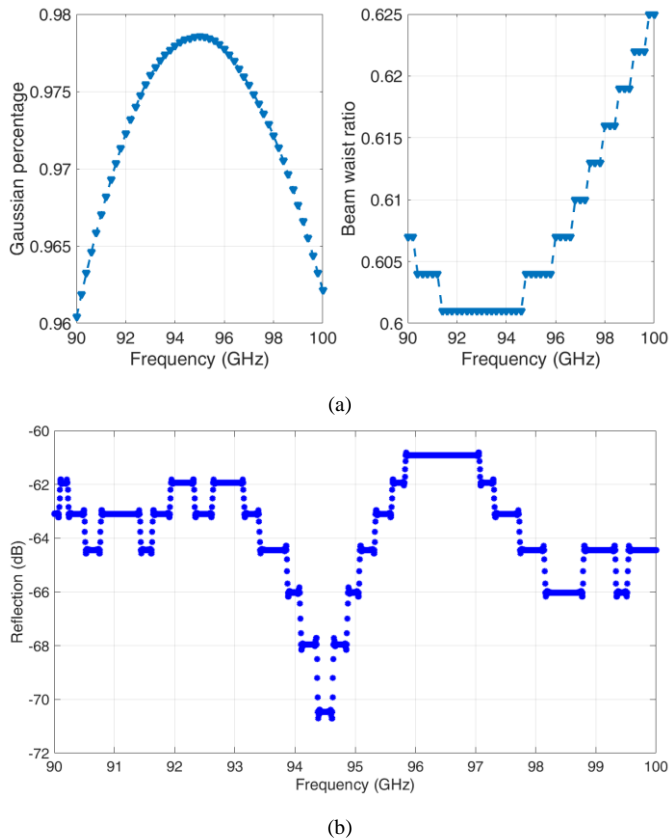 0.98
0.975
0.97
0.965
0.96
90 92 94 96 98 100
Frequency (GHz)
Gaussian percentage
0.625
0.62
0.615
0.61
0.605
0.6
90 92 94 96 98 100
Frequency (GHz)
Beam waist ratio
(a)
-60
-62
-64
-66
-68
-70
-72
90 91 92 93 94 95 96 97 98 99 100
Frequency (GHz)
Reflection (dB)
(b)